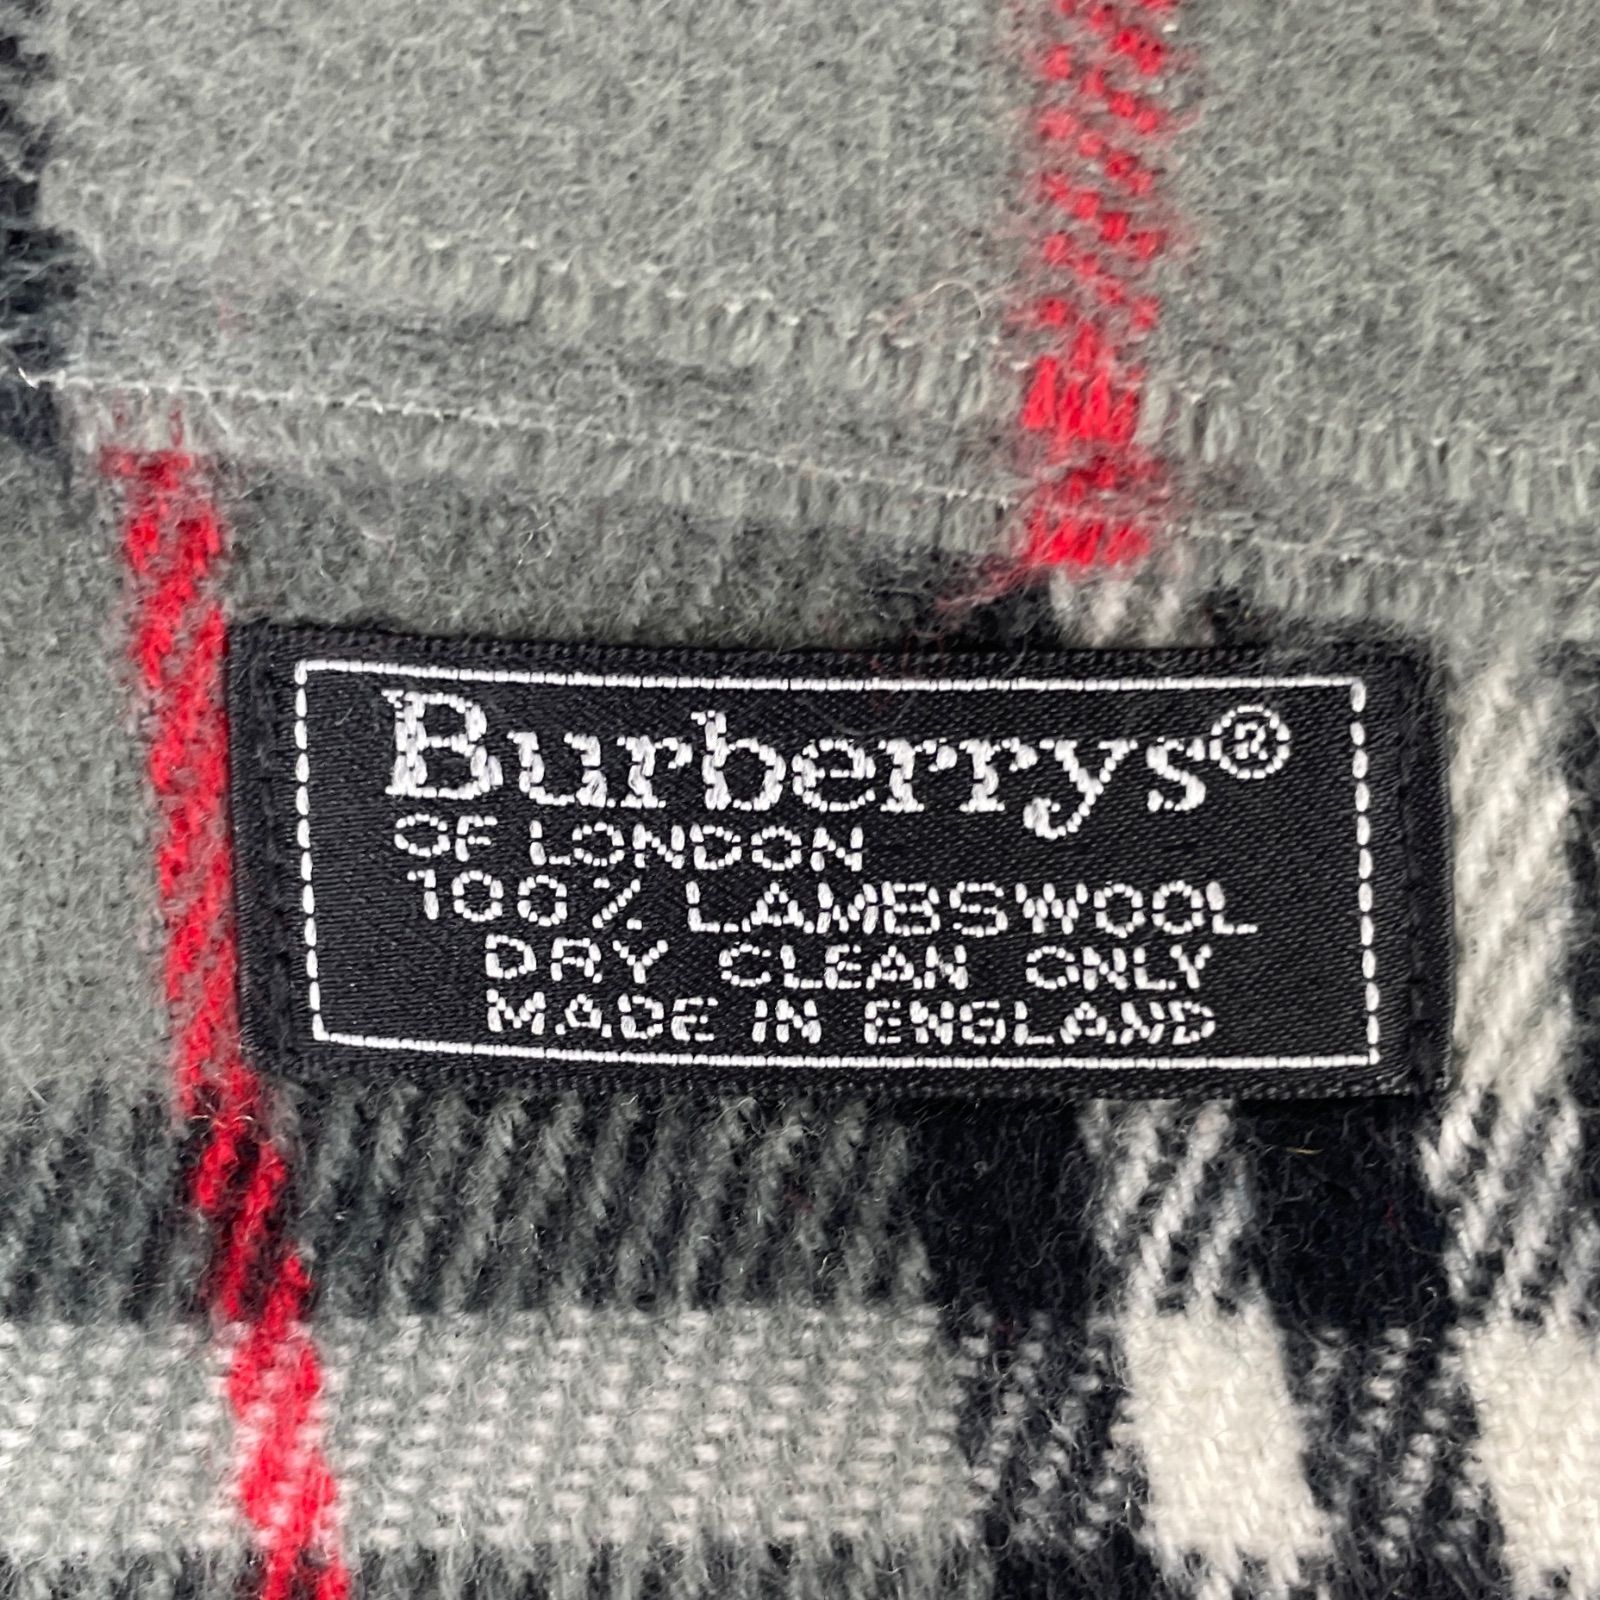 Burberrys®
OF LONDON
100% LAMBSWOOL
DRY CLEAN ONLY
MADE IN ENGLAND